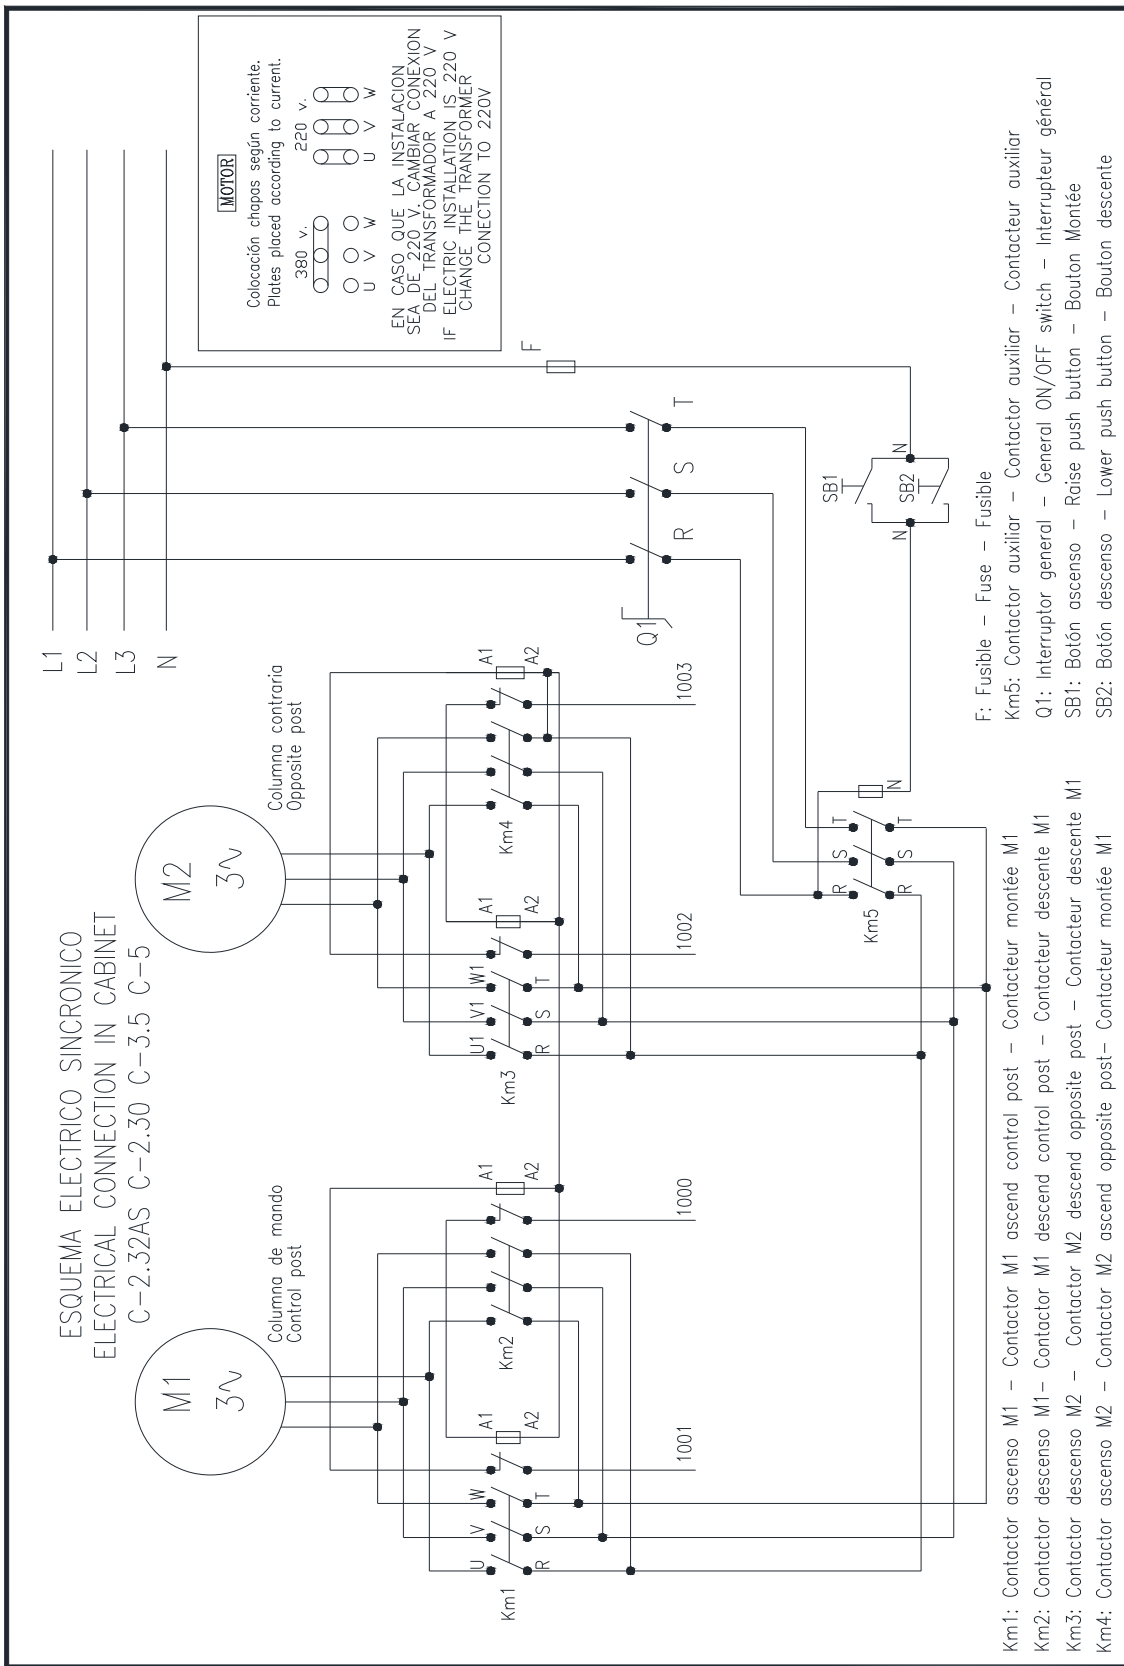 ESQUEMA ELECTRICO SINCRONICO
ELECTRICAL CONNECTION IN CABINET
C-2.32AS C-2.30 C-3.5 C-5
L1
L2
L3
N
MOTOR
Colocación chapas según corriente.
Plates placed according to current.
380 v.
220 v.
U V W
U V W
EN CASO QUE LA INSTALACION
SEA DE 220 V. CAMBIAR CONEXION
DEL TRANSFORMADOR A 220 V
IF ELECTRIC INSTALLATION IS 220 V
CHANGE THE TRANSFORMER
CONECTION TO 220V
M1
3∿
Columna de mando
Control post
M2
3∿
Columna contraria
Opposite post
U
V
W
A1
A2
R
S
T
Km1
1001
A1
A2
Km2
1000
U1
V1
W1
A1
A2
R
S
T
Km3
1002
A1
A2
Km4
1003
Q1
R
S
T
F
R
S
T
N
R
S
T
Km5
SB1
SB2
N
N
Km1: Contactor ascenso M1 - Contactor M1 ascend control post - Contacteur montée M1
Km2: Contactor descenso M1- Contactor M1 descend control post - Contacteur descente M1
Km3: Contactor descenso M2 - Contactor M2 descend opposite post - Contacteur descente M1
Km4: Contactor ascenso M2 - Contactor M2 ascend opposite post- Contacteur montée M1
F: Fusible - Fuse - Fusible
Km5: Contactor auxiliar - Contactor auxiliar - Contacteur auxiliar
Q1: Interruptor general - General ON/OFF switch - Interrupteur général
SB1: Botón ascenso - Raise push button - Bouton Montée
SB2: Botón descenso - Lower push button - Bouton descente